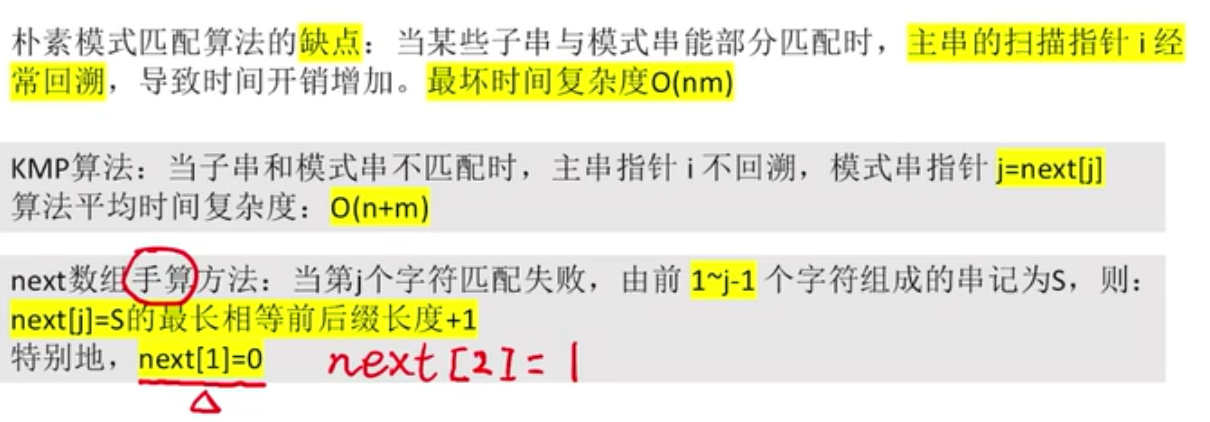 朴素模式匹配算法的缺点：当某些子串与模式串能部分匹配时，主串的扫描指针 i 经
常回溯，导致时间开销增加。最坏时间复杂度O(nm)
KMP算法：当子串和模式串不匹配时，主串指针 i 不回溯，模式串指针 j=next[j]
算法平均时间复杂度：O(n+m)
next数组手算方法：当第j个字符匹配失败，由前 1~j-1 个字符组成的串记为S，则：
next[j]=S的最长相等前后缀长度+1
特别地，next[1]=0 next[2]=1